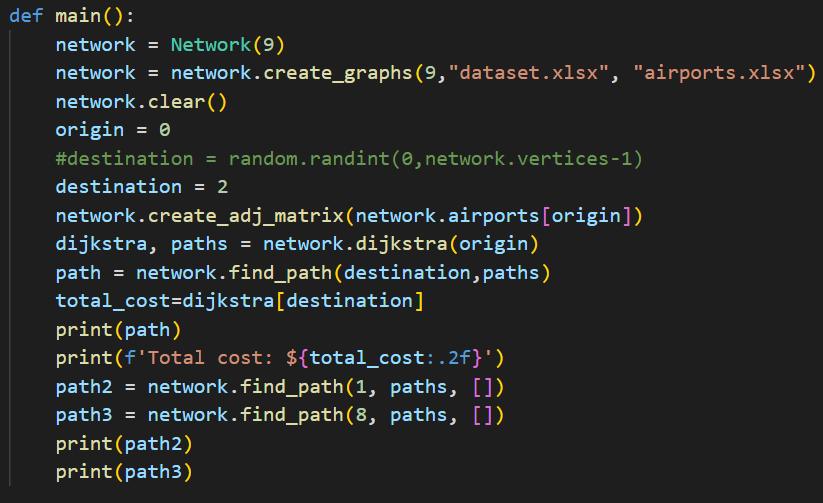 def main():
    network = Network(9)
    network = network.create_graphs(9,"dataset.xlsx", "airports.xlsx")
    network.clear()
    origin = 0
    #destination = random.randint(0,network.vertices-1)
    destination = 2
    network.create_adj_matrix(network.airports[origin])
    dijkstra, paths = network.dijkstra(origin)
    path = network.find_path(destination,paths)
    total_cost=dijkstra[destination]
    print(path)
    print(f'Total cost: ${total_cost:.2f}')
    path2 = network.find_path(1, paths, [])
    path3 = network.find_path(8, paths, [])
    print(path2)
    print(path3)